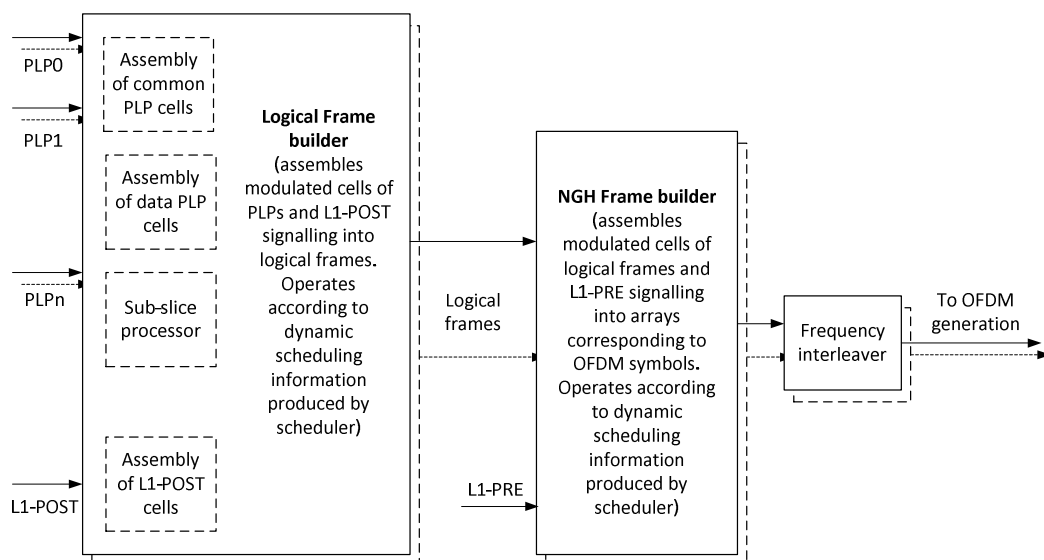 PLP0
PLP1
PLPn
L1-POST
Assembly
of common
PLP cells
Assembly
of data PLP
cells
Sub-slice
processor
Assembly
of L1-POST
cells
Logical Frame
builder
(assembles
modulated cells of
PLPs and L1-POST
signalling into
logical frames.
Operates
according to
dynamic
scheduling
information
produced by
scheduler)
Logical
frames
L1-PRE
NGH Frame builder
(assembles
modulated cells of
logical frames and
L1-PRE signalling
into arrays
corresponding to
OFDM symbols.
Operates according
to dynamic
scheduling
information
produced by
scheduler)
Frequency
interleaver
To OFDM
generation